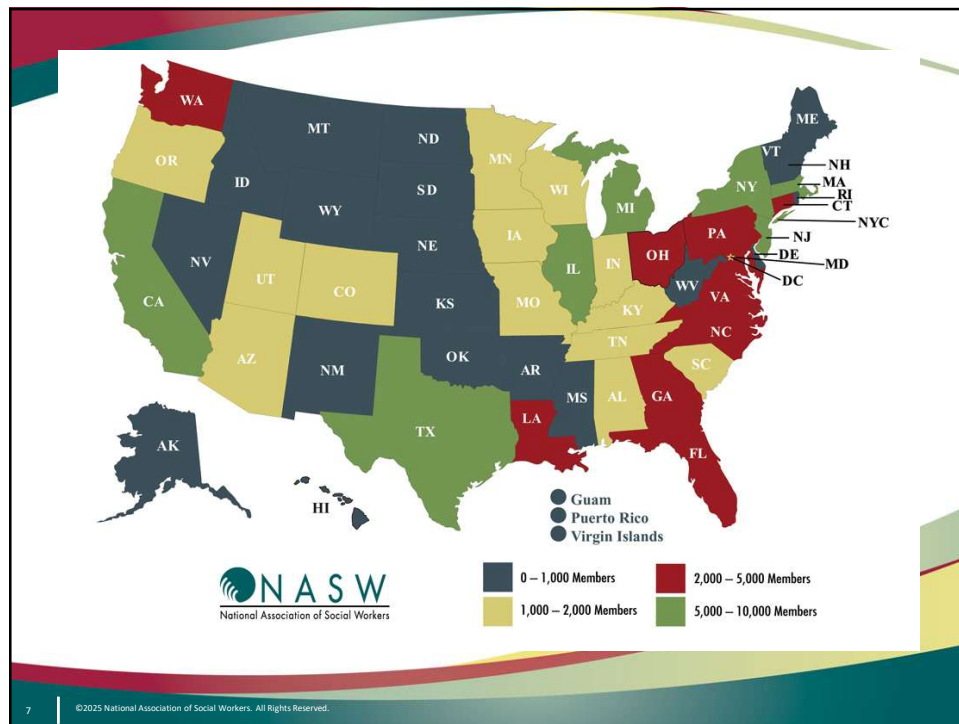 WA
MT
ND
OR
ID
SD
WY
MN
WI
MI
NY
VT
ME
NH
MA
RI
CT
NYC
NJ
DE
MD
DC
PA
OH
IN
IL
IA
NE
NV
UT
CO
CA
KS
MO
KY
WV
VA
NC
TN
SC
AZ
NM
OK
AR
MS
AL
GA
LA
TX
FL
AK
HI
Guam
Puerto Rico
Virgin Islands
NASW
National Association of Social Workers
0 – 1,000 Members
1,000 – 2,000 Members
2,000 – 5,000 Members
5,000 – 10,000 Members
7
©2025 National Association of Social Workers. All Rights Reserved.